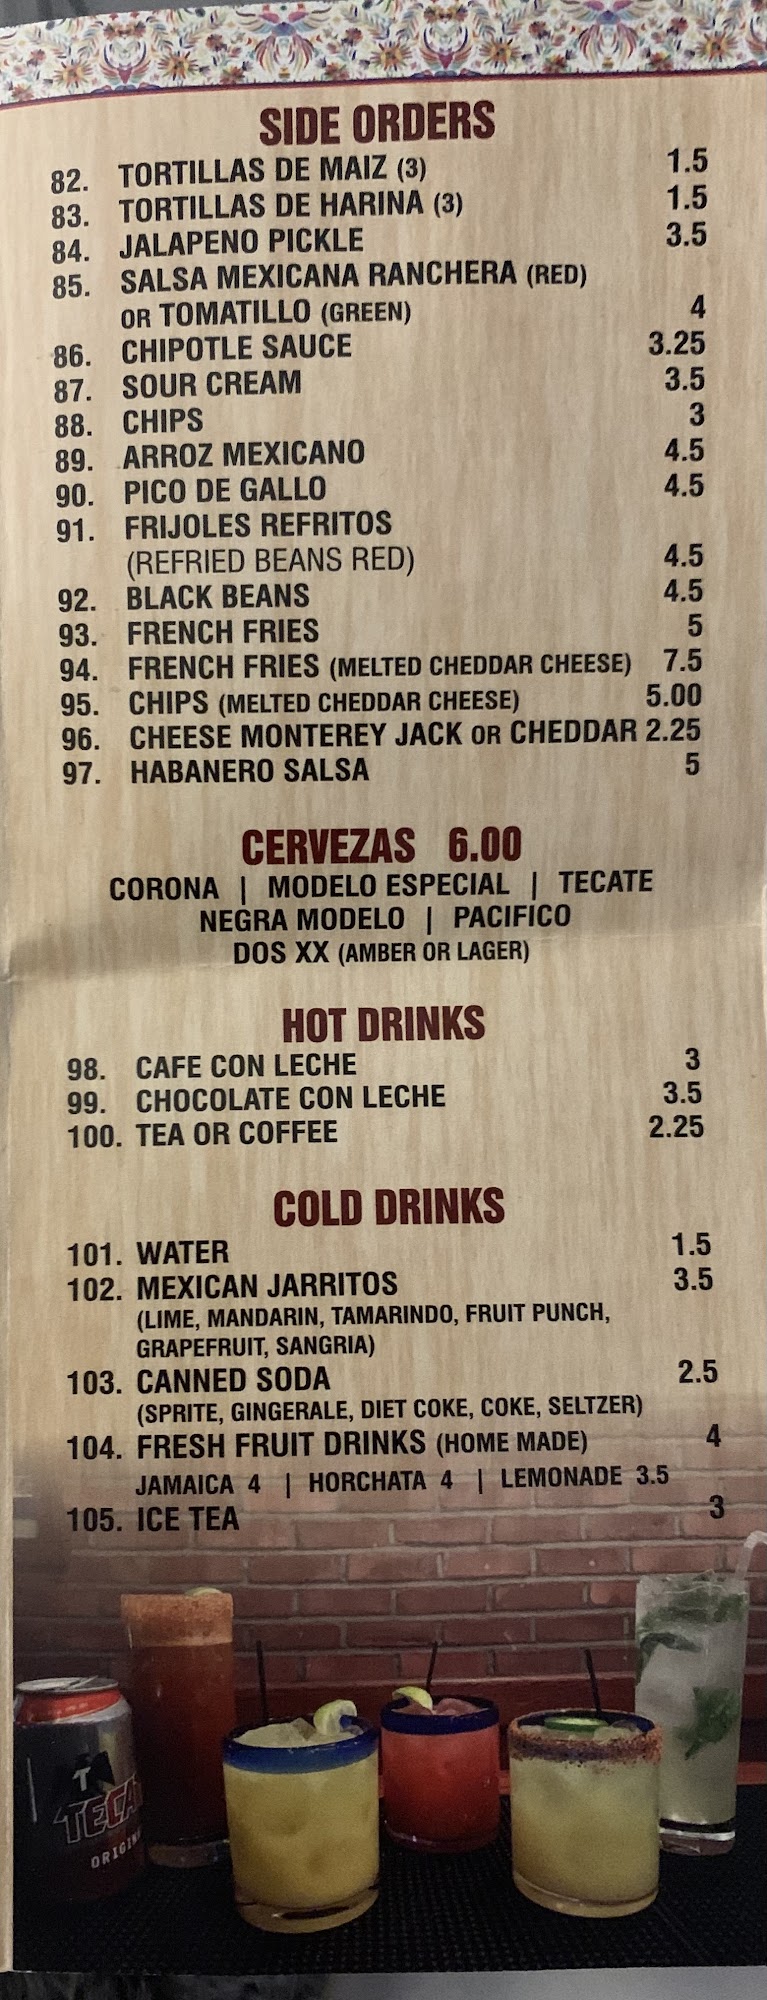 SIDE ORDERS
82. TORTILLAS DE MAIZ (3) 1.5
83. TORTILLAS DE HARINA (3) 1.5
84. JALAPENO PICKLE 3.5
85. SALSA MEXICANA RANCHERA (RED)
OR TOMATILLO (GREEN) 4
86. CHIPOTLE SAUCE 3.25
87. SOUR CREAM 3.5
88. CHIPS 3
89. ARROZ MEXICANO 4.5
90. PICO DE GALLO 4.5
91. FRIJOLES REFRITOS
(REFRIED BEANS RED) 4.5
92. BLACK BEANS 4.5
93. FRENCH FRIES 5
94. FRENCH FRIES (MELTED CHEDDAR CHEESE) 7.5
95. CHIPS (MELTED CHEDDAR CHEESE) 5.00
96. CHEESE MONTEREY JACK OR CHEDDAR 2.25
97. HABANERO SALSA 5
CERVEZAS 6.00
CORONA | MODELO ESPECIAL | TECATE
NEGRA MODELO | PACIFICO
DOS XX (AMBER OR LAGER)
HOT DRINKS
98. CAFE CON LECHE 3
99. CHOCOLATE CON LECHE 3.5
100. TEA OR COFFEE 2.25
COLD DRINKS
101. WATER 1.5
102. MEXICAN JARRITOS 3.5
(LIME, MANDARIN, TAMARINDO, FRUIT PUNCH,
GRAPEFRUIT, SANGRIA)
103. CANNED SODA 2.5
(SPRITE, GINGERALE, DIET COKE, COKE, SELTZER)
104. FRESH FRUIT DRINKS (HOME MADE) 4
JAMAICA 4 | HORCHATA 4 | LEMONADE 3.5
105. ICE TEA 3
T
TECA
ORIGIN